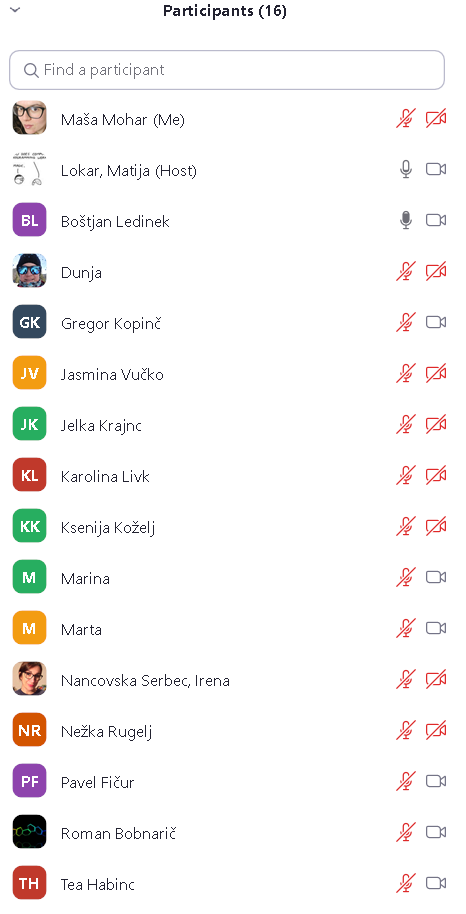 Participants (16)
Find a participant
Maša Mohar (Me)
Lokar, Matija (Host)
BL Boštjan Ledinek
Dunja
GK Gregor Kopinč
JV Jasmina Vučko
JK Jelka Krajnc
KL Karolina Livk
KK Ksenija Koželj
M Marina
M Marta
Nancovska Serbec, Irena
NR Nežka Rugelj
PF Pavel Fičur
Roman Bobnarič
TH Tea Habinc